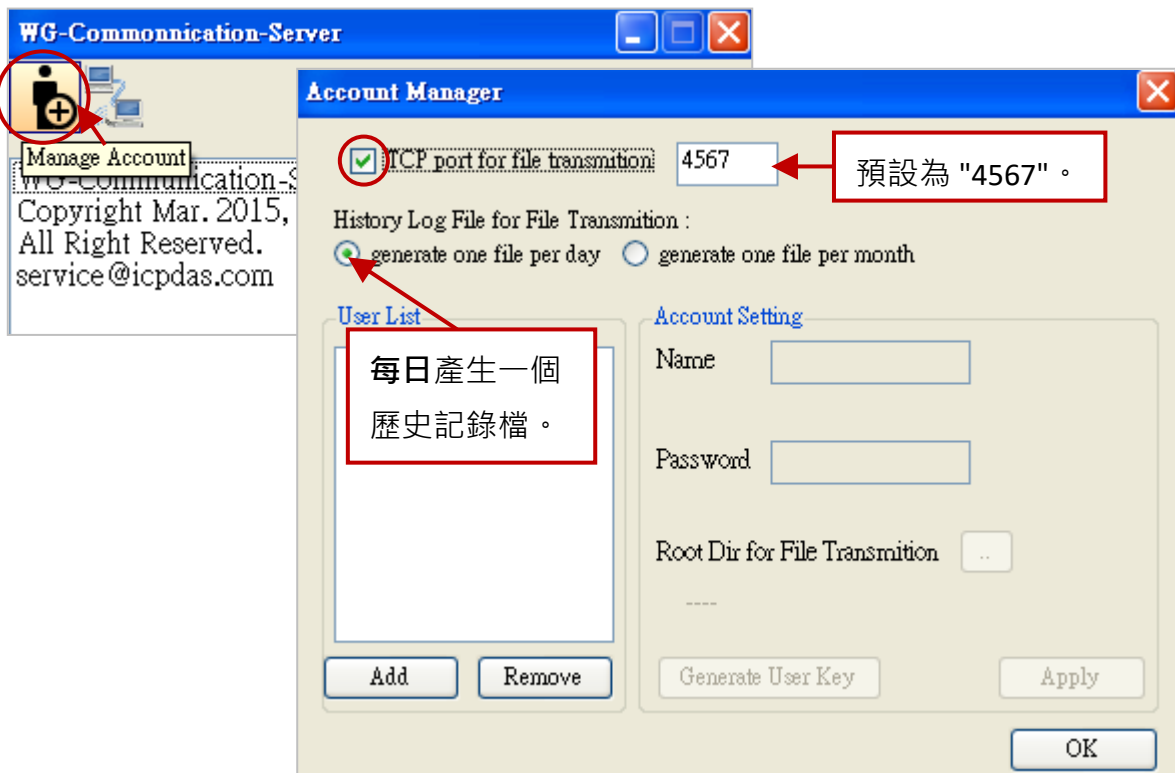 WG-Commonnication-Server
Manage Account
WG-Communication-S
Copyright Mar. 2015,
All Right Reserved.
service@icpdas.com
Account Manager
TCP port for file transmition
4567
預設為 "4567"。
History Log File for File Transmition :
generate one file per day
generate one file per month
User List
每日產生一個
歷史記錄檔。
Add
Remove
Account Setting
Name
Password
Root Dir for File Transmition
..
----
Generate User Key
Apply
OK